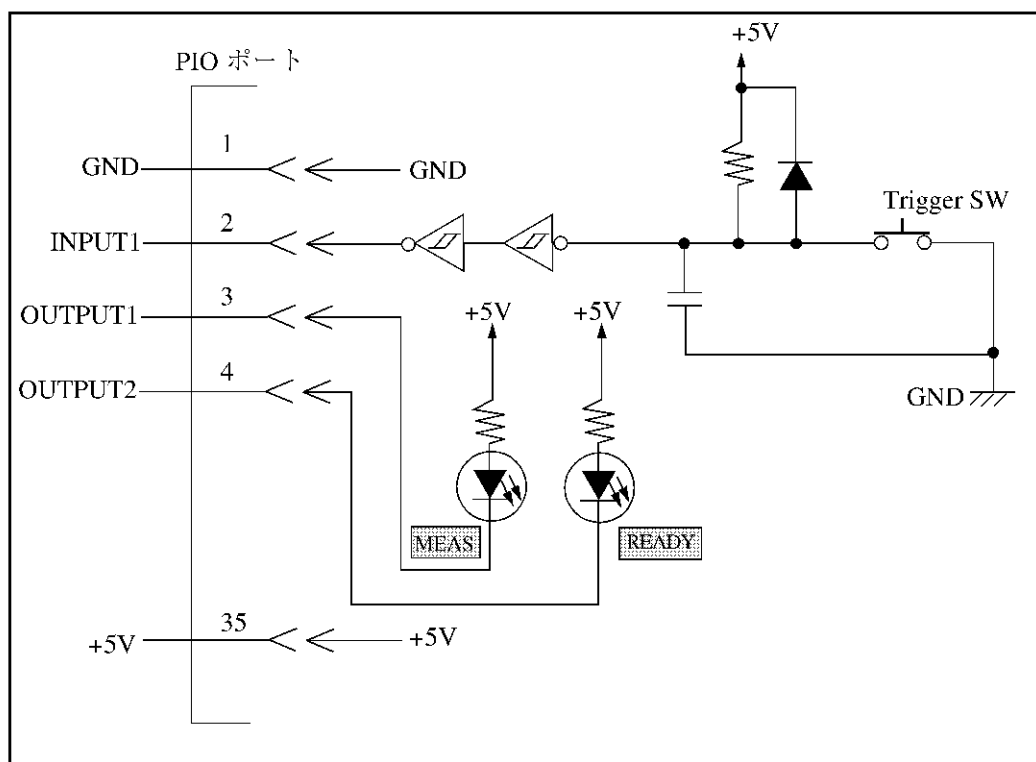 +5V
PIO ポート
1
GND
GND
Trigger SW
2
INPUT1
3
OUTPUT1
+5V
+5V
4
OUTPUT2
GND
MEAS
READY
35
+5V
+5V